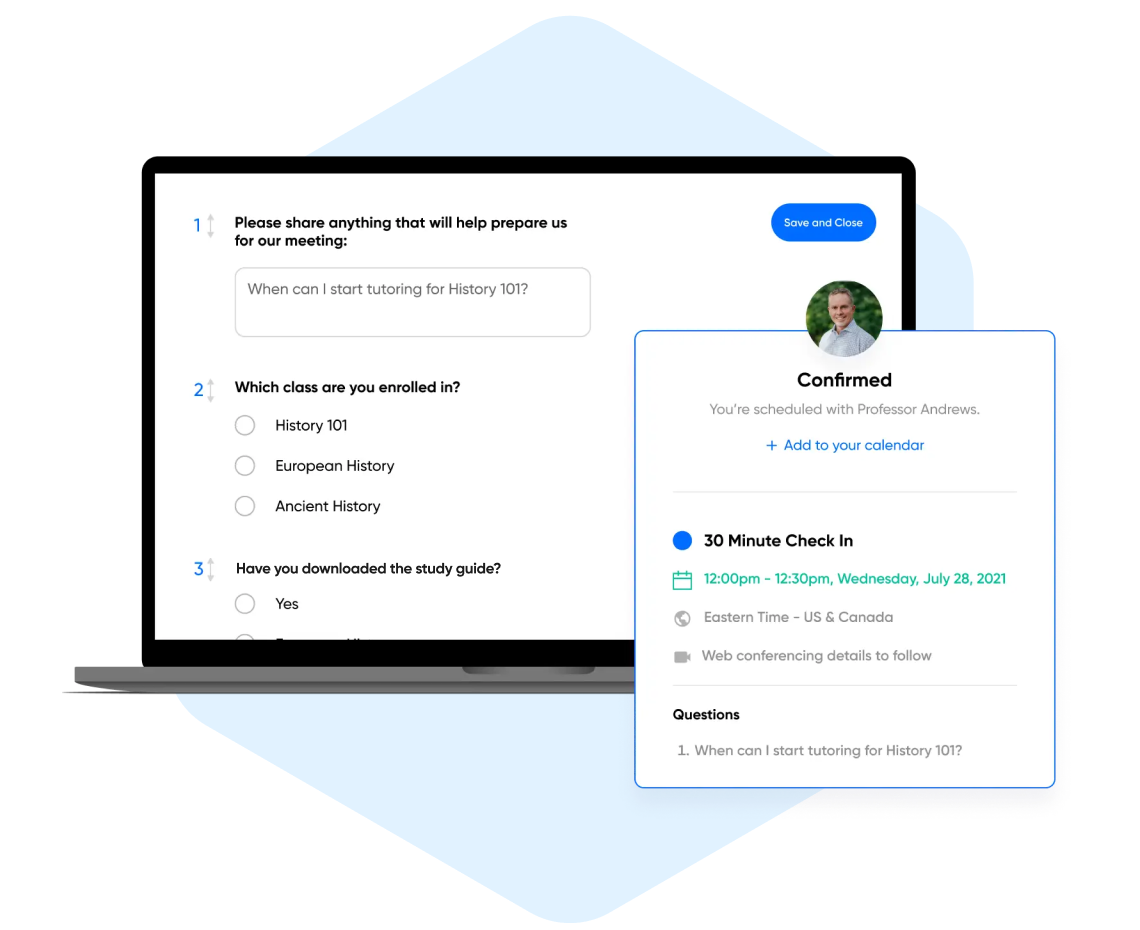 1
Please share anything that will help prepare us
for our meeting:
Save and Close
When can I start tutoring for History 101?
2
Which class are you enrolled in?
History 101
European History
Ancient History
3
Have you downloaded the study guide?
Yes
Confirmed
You're scheduled with Professor Andrews.
+ Add to your calendar
30 Minute Check In
12:00pm - 12:30pm, Wednesday, July 28, 2021
Eastern Time - US & Canada
Web conferencing details to follow
Questions
1. When can I start tutoring for History 101?